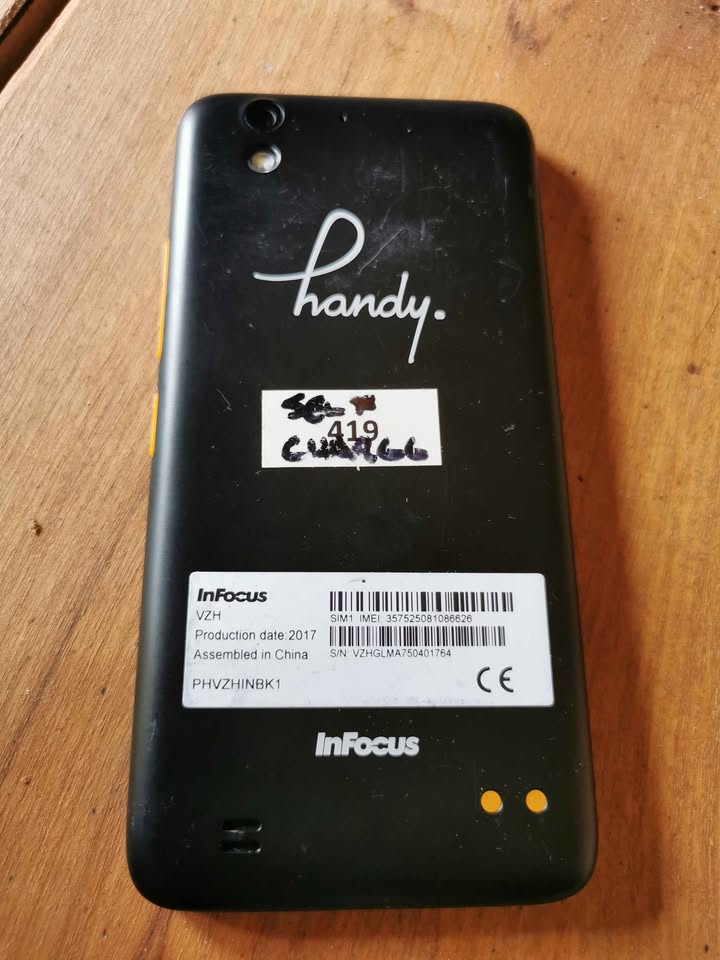 handy.
419
InFocus
VZH
Production date:2017
Assembled in China
PHVZHINBK1
SIM1 IMEI: 357525081086626
S/N: VZHGLMA750401764
CE
InFocus